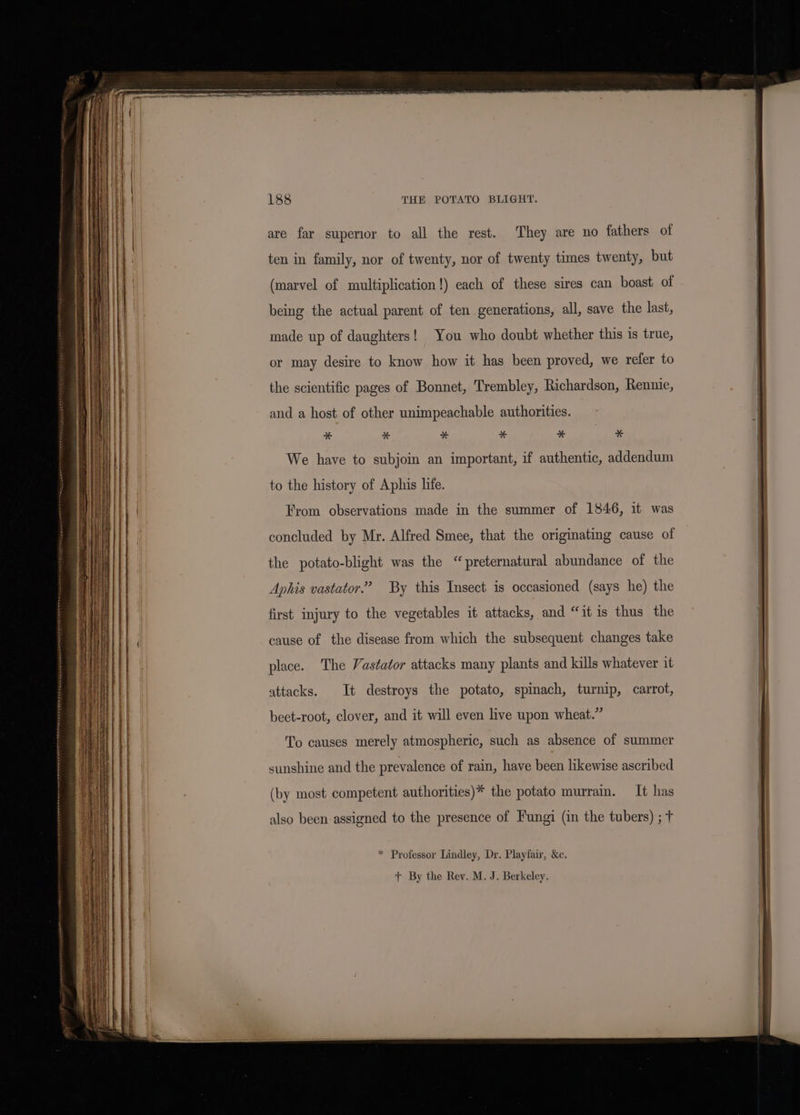 188 THE POTATO BLIGHT.
are far superior to all the rest. They are no fathers of
ten in family, nor of twenty, nor of twenty times twenty, but
(marvel of multiplication!) each of these sires can boast of
being the actual parent of ten generations, all, save the last,
made up of daughters! You who doubt whether this is true,
or may desire to know how it has been proved, we refer to
the scientific pages of Bonnet, Trembley, Richardson, Rennie,
and a host of other unimpeachable authorities.
* * * * * *
We have to subjoin an important, if authentic, addendum
to the history of Aphis life.
From observations made in the summer of 1846, it was
concluded by Mr. Alfred Smee, that the originating cause of
the potato-blight was the “preternatural abundance of the
Aphis vastator.” By this Insect is occasioned (says he) the
first injury to the vegetables it attacks, and “it is thus the
cause of the disease from which the subsequent changes take
place. The Vastator attacks many plants and kills whatever it
attacks. It destroys the potato, spinach, turnip, carrot,
beet-root, clover, and it will even live upon wheat.”
To causes merely atmospheric, such as absence of summer
sunshine and the prevalence of rain, have been likewise ascribed
(by most competent authorities)* the potato murrain. It has
also been assigned to the presence of Fungi (in the tubers) ; †
* Professor Lindley, Dr. Playfair, &c.
† By the Rev. M. J. Berkeley.